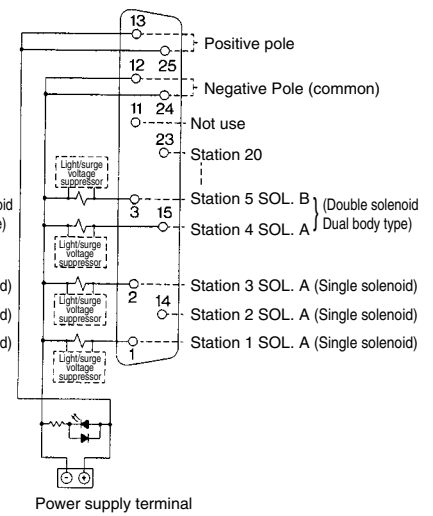 13
Positive pole
12 25
Negative Pole (common)
24
11
Not use
23
Station 20
Light/surge
voltage
suppressor
oid
Station 5 SOL. B
(Double solenoid
3
15
e)
Station 4 SOL. A
Dual body type)
Light/surge
voltage
suppressor
d)
Station 3 SOL. A (Single solenoid)
2
14
Light/surge
voltage
suppressor
d)
Station 2 SOL. A (Single solenoid)
d)
Station 1 SOL. A (Single solenoid)
1
Light/surge
voltage
suppressor
Power supply terminal